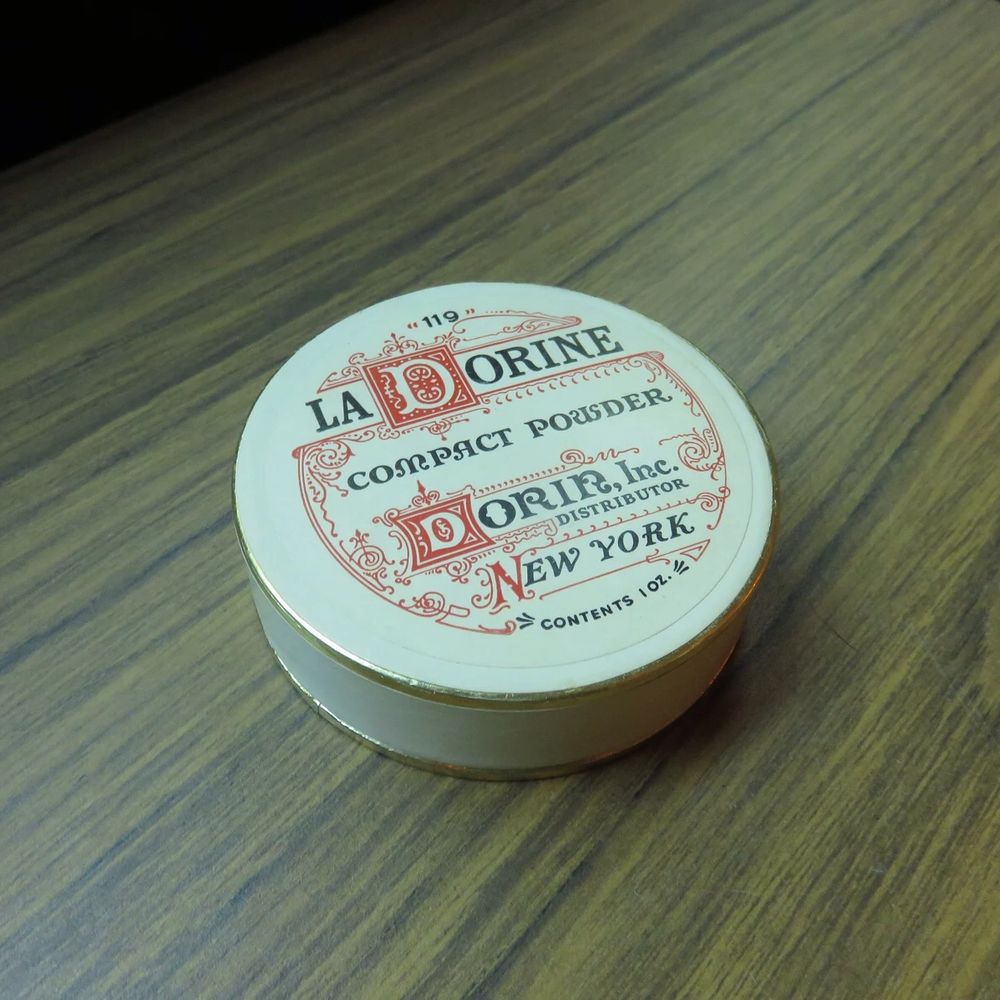 "119"
LA DORINE
COMPACT POWDER
DORIN, Inc.
DISTRIBUTOR
NEW YORK
CONTENTS 1 OZ.